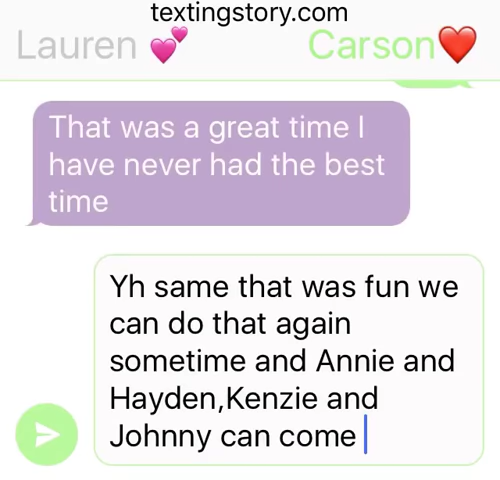 textingstory.com
Lauren 💕 Carson❤️
That was a great time I
have never had the best
time
Yh same that was fun we
can do that again
sometime and Annie and
Hayden,Kenzie and
Johnny can come